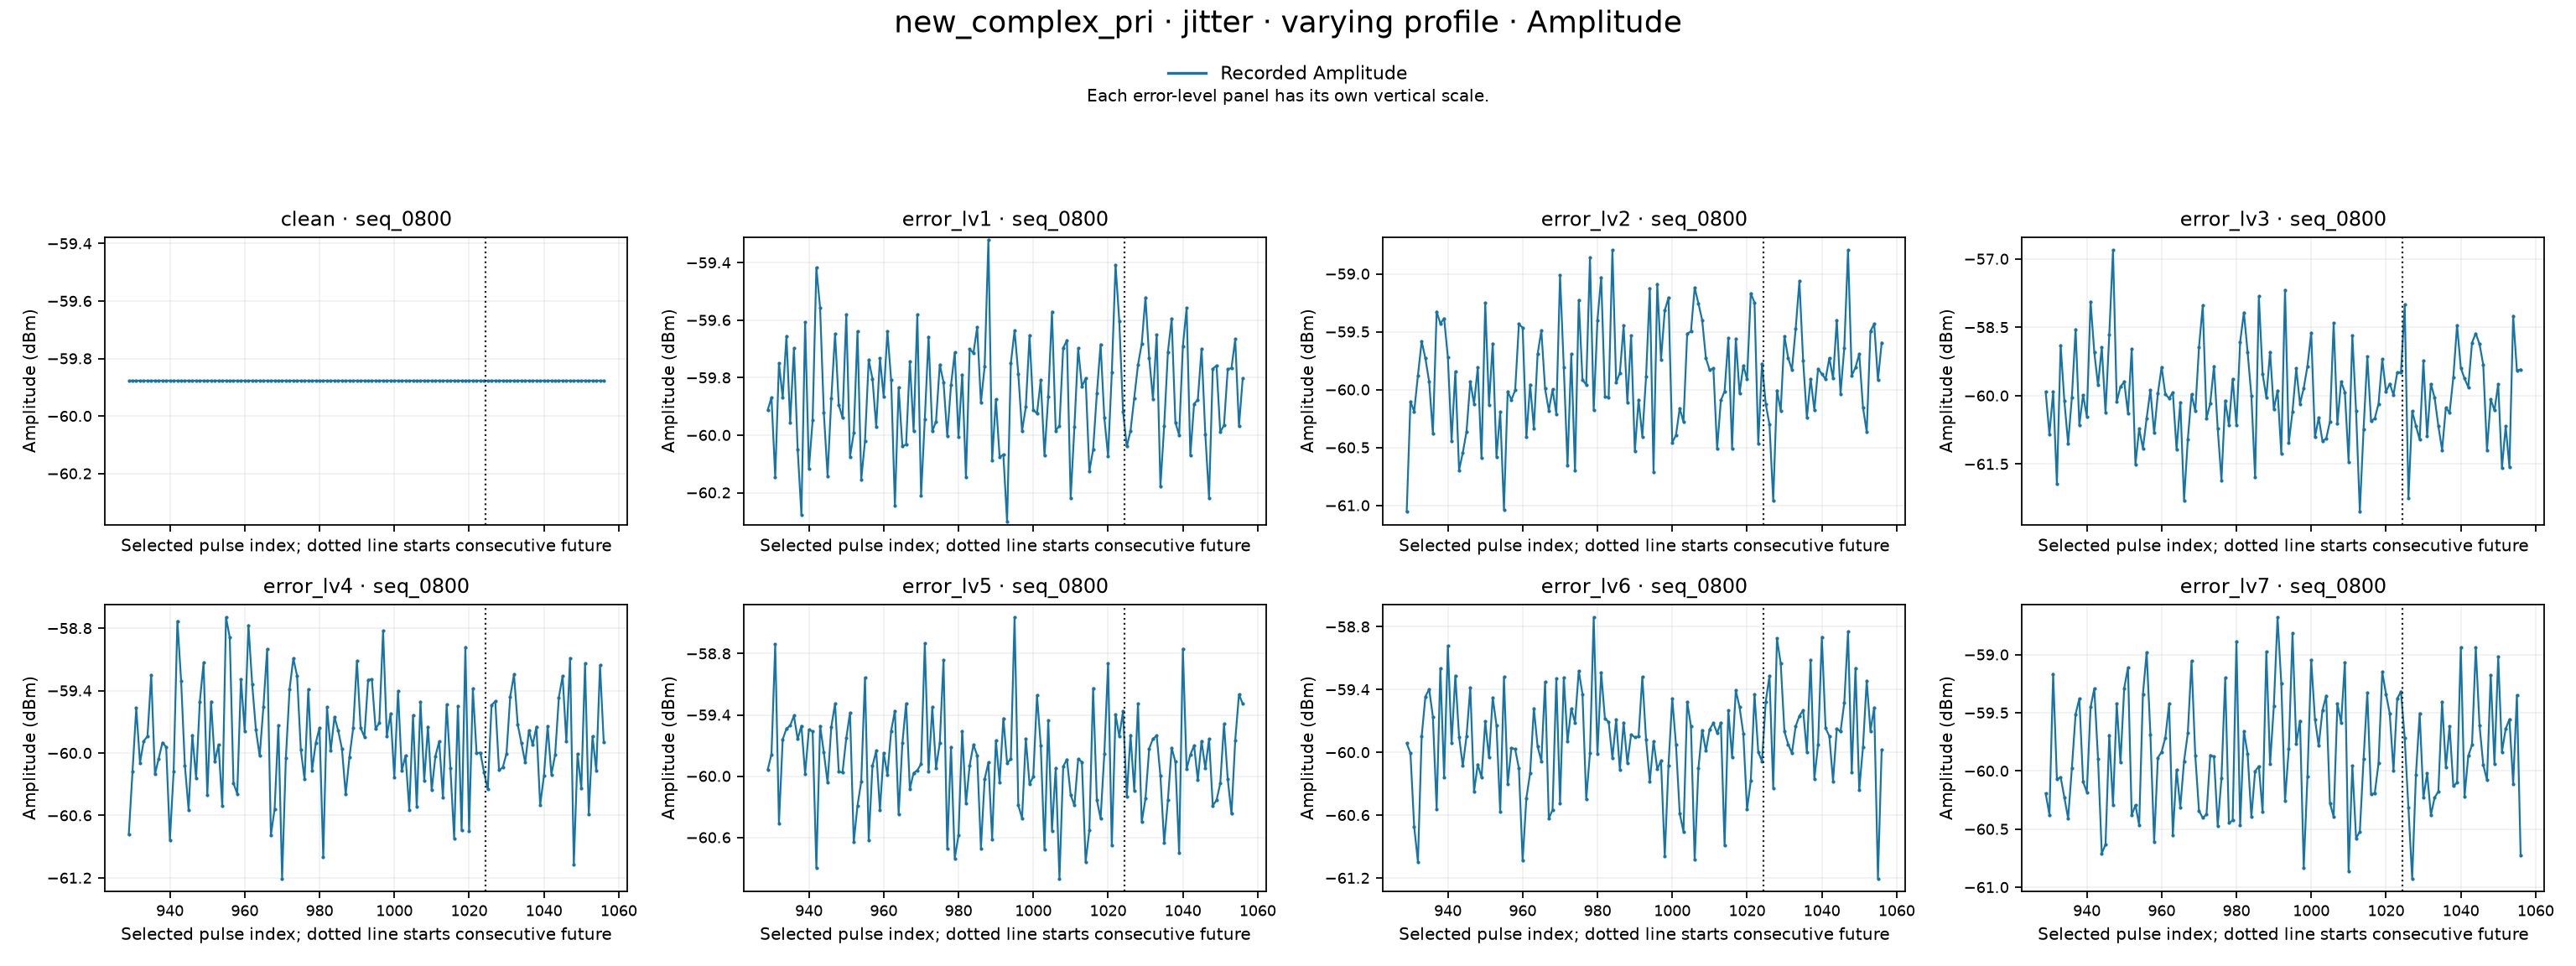 new_complex_pri · jitter · varying profile · Amplitude
Recorded Amplitude
Each error-level panel has its own vertical scale.
clean · seq_0800
−59.4
−59.6
−59.8
−60.0
−60.2
Amplitude (dBm)
Selected pulse index; dotted line starts consecutive future
error_lv1 · seq_0800
−59.4
−59.6
−59.8
−60.0
−60.2
Amplitude (dBm)
Selected pulse index; dotted line starts consecutive future
error_lv2 · seq_0800
−59.0
−59.5
−60.0
−60.5
−61.0
Amplitude (dBm)
Selected pulse index; dotted line starts consecutive future
error_lv3 · seq_0800
−57.0
−58.5
−60.0
−61.5
Amplitude (dBm)
Selected pulse index; dotted line starts consecutive future
error_lv4 · seq_0800
−58.8
−59.4
−60.0
−60.6
−61.2
Amplitude (dBm)
940 960 980 1000 1020 1040 1060
Selected pulse index; dotted line starts consecutive future
error_lv5 · seq_0800
−58.8
−59.4
−60.0
−60.6
Amplitude (dBm)
940 960 980 1000 1020 1040 1060
Selected pulse index; dotted line starts consecutive future
error_lv6 · seq_0800
−58.8
−59.4
−60.0
−60.6
−61.2
Amplitude (dBm)
940 960 980 1000 1020 1040 1060
Selected pulse index; dotted line starts consecutive future
error_lv7 · seq_0800
−59.0
−59.5
−60.0
−60.5
−61.0
Amplitude (dBm)
940 960 980 1000 1020 1040 1060
Selected pulse index; dotted line starts consecutive future